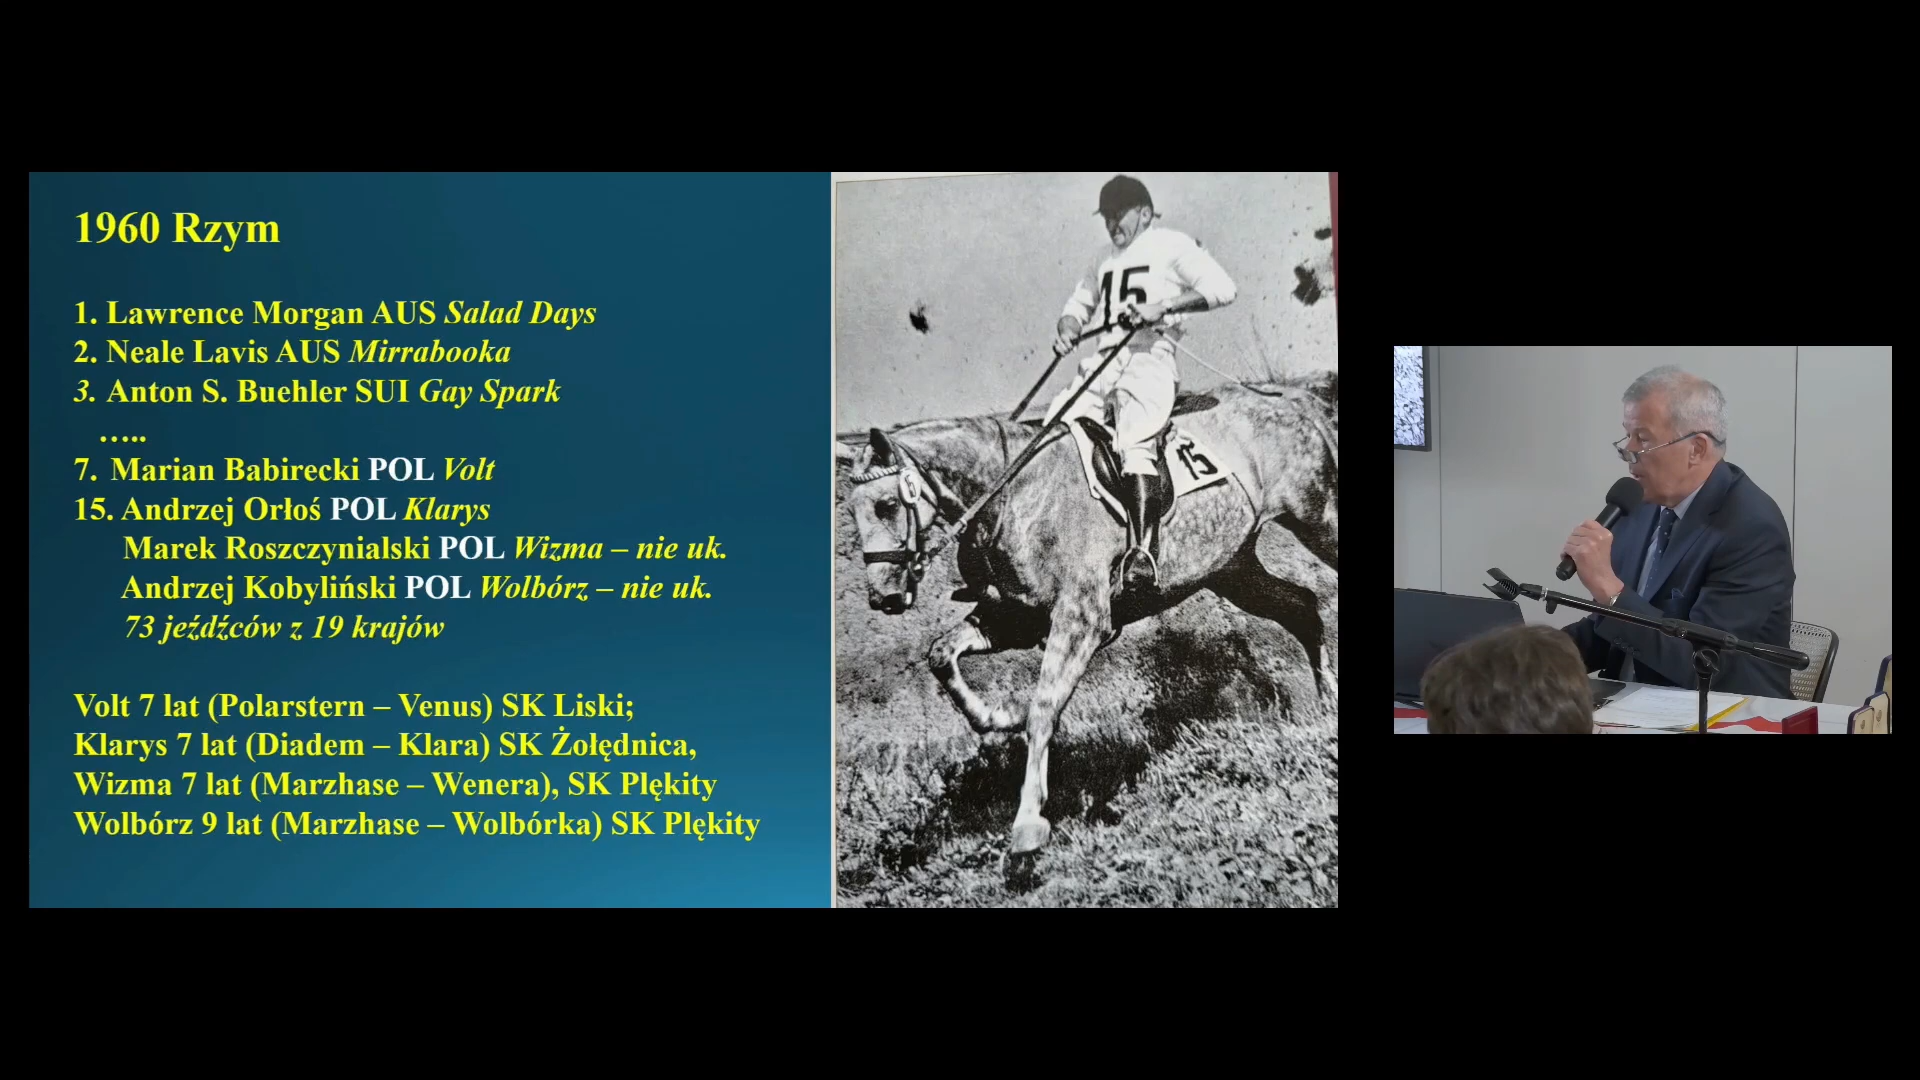 1960 Rzym
1. Lawrence Morgan AUS Salad Days
2. Neale Lavis AUS Mirrabooka
3. Anton S. Buehler SUI Gay Spark
…..
7. Marian Babirecki POL Volt
15. Andrzej Orłoś POL Klarys
Marek Roszczynialski POL Wizma – nie uk.
Andrzej Kobyliński POL Wolbórz – nie uk.
73 jeźdźców z 19 krajów
Volt 7 lat (Polarstern – Venus) SK Liski;
Klarys 7 lat (Diadem – Klara) SK Żołędnica,
Wizma 7 lat (Marzhase – Wenera), SK Plękity
Wolbórz 9 lat (Marzhase – Wolbórka) SK Plękity
15
15